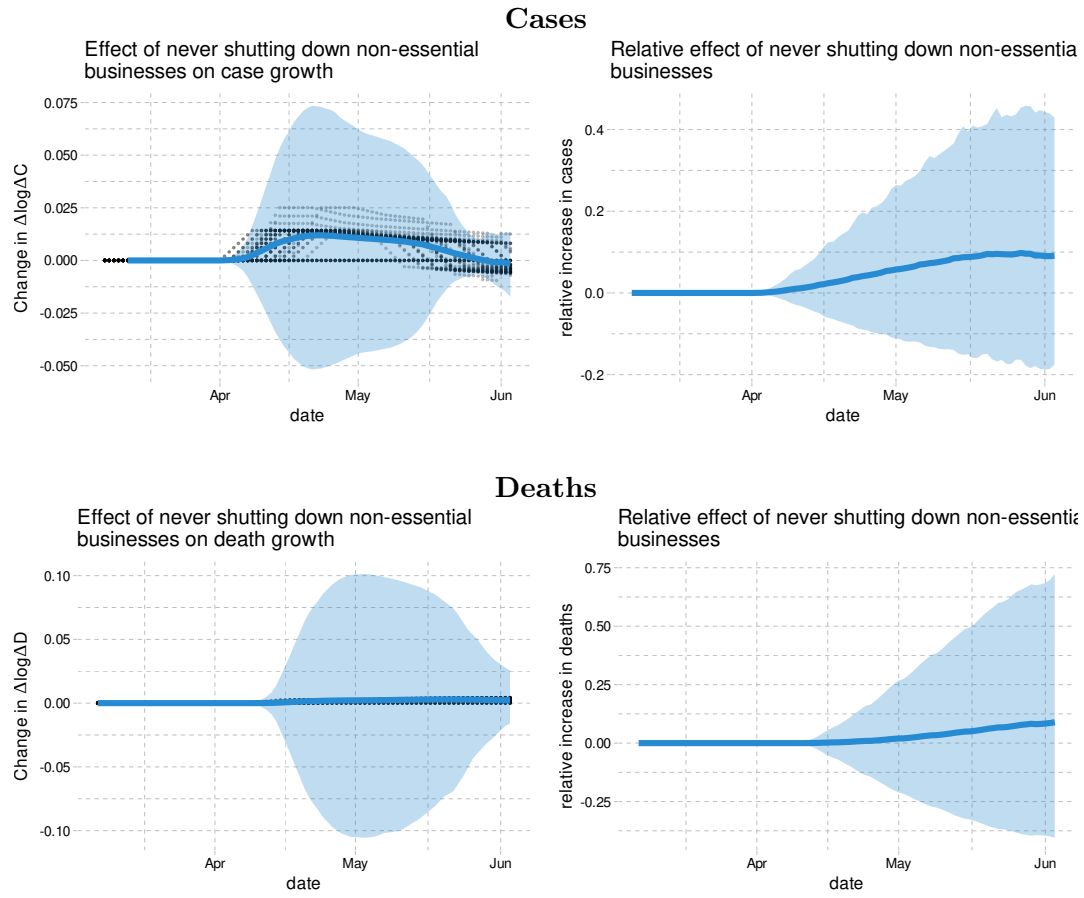 Cases
Effect of never shutting down non-essential
businesses on case growth
Change in ΔlogΔC
0.075
0.050
0.025
0.000
-0.025
-0.050
Apr
May
Jun
date
Relative effect of never shutting down non-essentia
businesses
relative increase in cases
0.4
0.2
0.0
-0.2
Apr
May
Jun
date
Deaths
Effect of never shutting down non-essential
businesses on death growth
Change in ΔlogΔD
0.10
0.05
0.00
-0.05
-0.10
Apr
May
Jun
date
Relative effect of never shutting down non-essentia
businesses
relative increase in deaths
0.75
0.50
0.25
0.00
-0.25
Apr
May
Jun
date